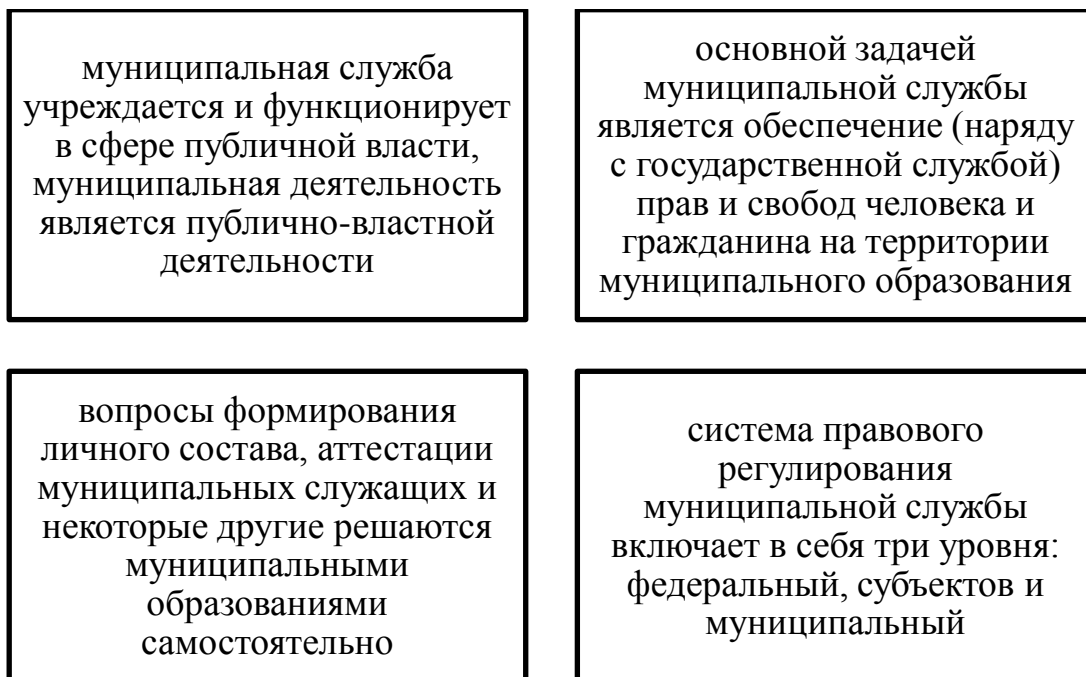 муниципальная служба
учреждается и функционирует
в сфере публичной власти,
муниципальная деятельность
является публично-властной
деятельности
основной задачей
муниципальной службы
является обеспечение (наряду
с государственной службой)
прав и свобод человека и
гражданина на территории
муниципального образования
вопросы формирования
личного состава, аттестации
муниципальных служащих и
некоторые другие решаются
муниципальными
образованиями
самостоятельно
система правового
регулирования
муниципальной службы
включает в себя три уровня:
федеральный, субъектов и
муниципальный